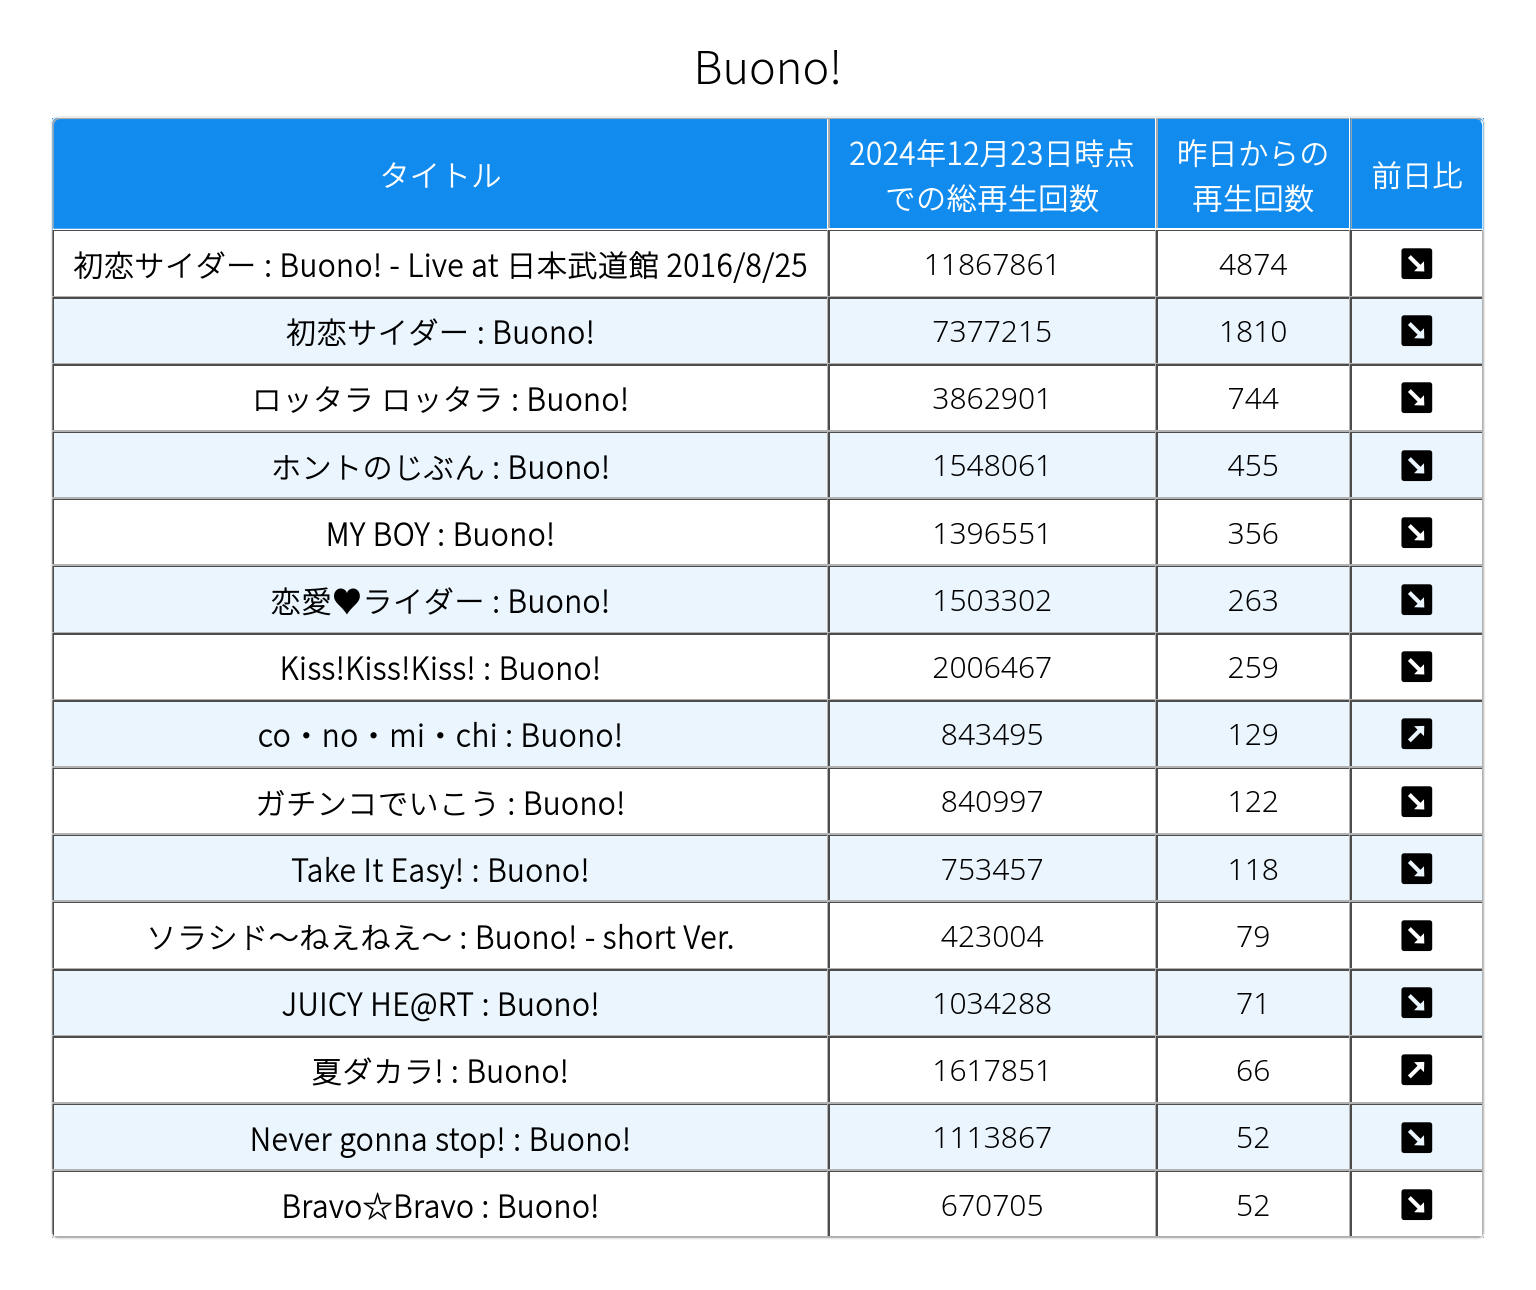 Buono!
タイトル 2024年12月23日時点での総再生回数 昨日からの再生回数 前日比
初恋サイダー : Buono! - Live at 日本武道館 2016/8/25 11867861 4874 ↘
初恋サイダー : Buono! 7377215 1810 ↘
ロッタラ ロッタラ : Buono! 3862901 744 ↘
ホントのじぶん : Buono! 1548061 455 ↘
MY BOY : Buono! 1396551 356 ↘
恋愛♥ライダー : Buono! 1503302 263 ↘
Kiss!Kiss!Kiss! : Buono! 2006467 259 ↘
co・no・mi・chi : Buono! 843495 129 ↗
ガチンコでいこう : Buono! 840997 122 ↘
Take It Easy! : Buono! 753457 118 ↘
ソラシド〜ねえねえ〜 : Buono! - short Ver. 423004 79 ↘
JUICY HE@RT : Buono! 1034288 71 ↘
夏ダカラ! : Buono! 1617851 66 ↗
Never gonna stop! : Buono! 1113867 52 ↘
Bravo☆Bravo : Buono! 670705 52 ↘